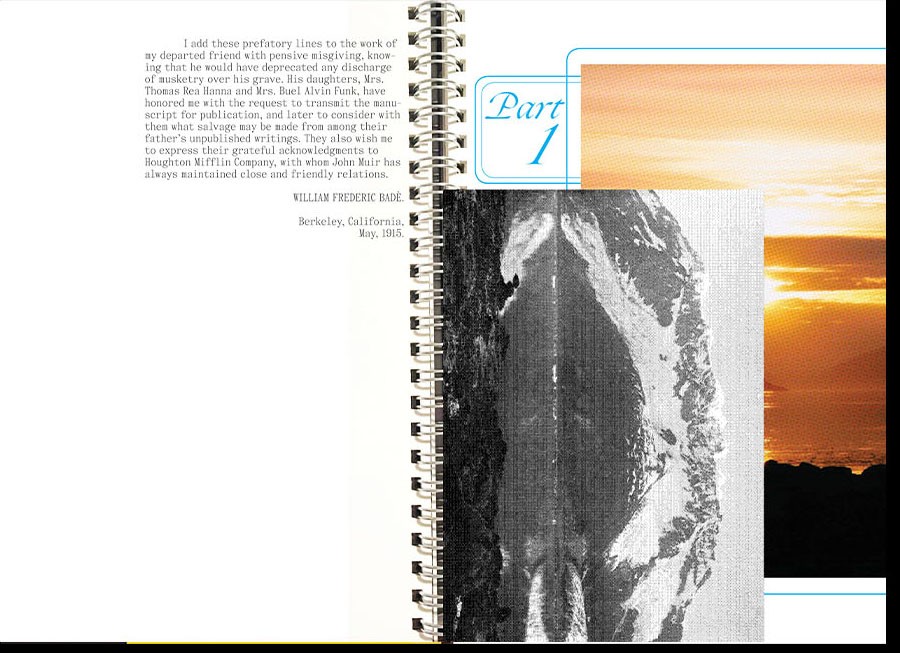 I add these prefatory lines to the work of
my departed friend with pensive misgiving, know-
ing that he would have deprecated any discharge
of musketry over his grave. His daughters, Mrs.
Thomas Rea Hanna and Mrs. Buel Alvin Funk, have
honored me with the request to transmit the manu-
script for publication, and later to consider with
them what salvage may be made from among their
father's unpublished writings. They also wish me
to express their grateful acknowledgments to
Houghton Mifflin Company, with whom John Muir has
always maintained close and friendly relations.
WILLIAM FREDERIC BADÈ.
Berkeley, California,
May, 1915.
Part
1